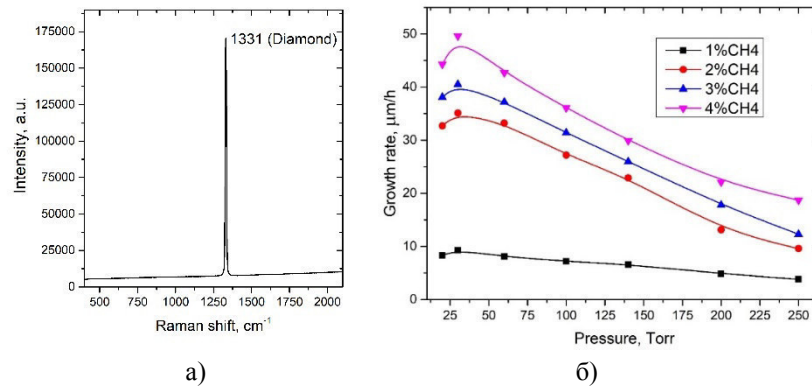 a)
175000
150000
125000
100000
75000
50000
25000
0
Intensity, a.u.
1331 (Diamond)
500 750 1000 1250 1500 1750 2000
Raman shift, cm-1
а)
б)
50
40
30
20
10
0
Growth rate, μm/h
1%CH4
2%CH4
3%CH4
4%CH4
25 50 75 100 125 150 175 200 225 250
Pressure, Torr
б)